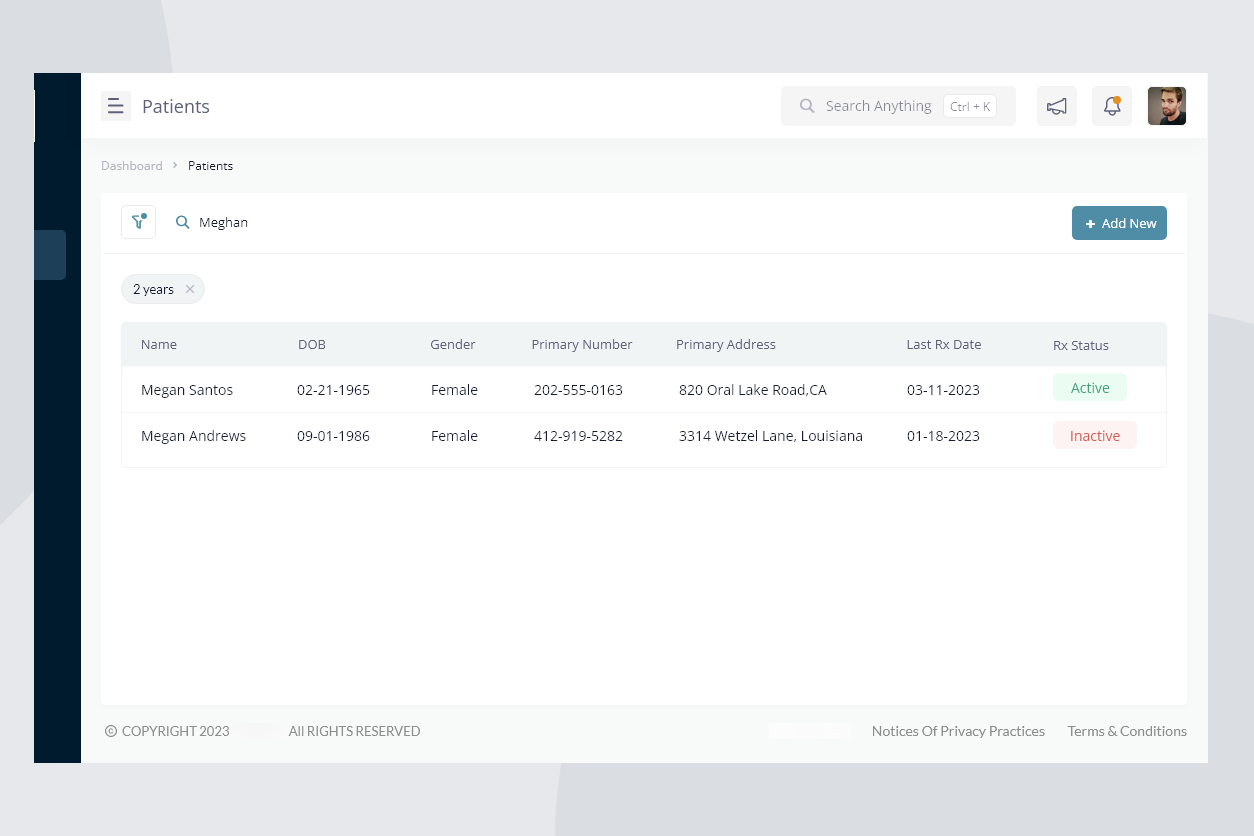 Patients
Search Anything Ctrl + K
Dashboard > Patients
Meghan
+ Add New
2 years ×
Name DOB Gender Primary Number Primary Address Last Rx Date Rx Status
Megan Santos 02-21-1965 Female 202-555-0163 820 Oral Lake Road,CA 03-11-2023 Active
Megan Andrews 09-01-1986 Female 412-919-5282 3314 Wetzel Lane, Louisiana 01-18-2023 Inactive
© COPYRIGHT 2023 All RIGHTS RESERVED Notices Of Privacy Practices Terms & Conditions